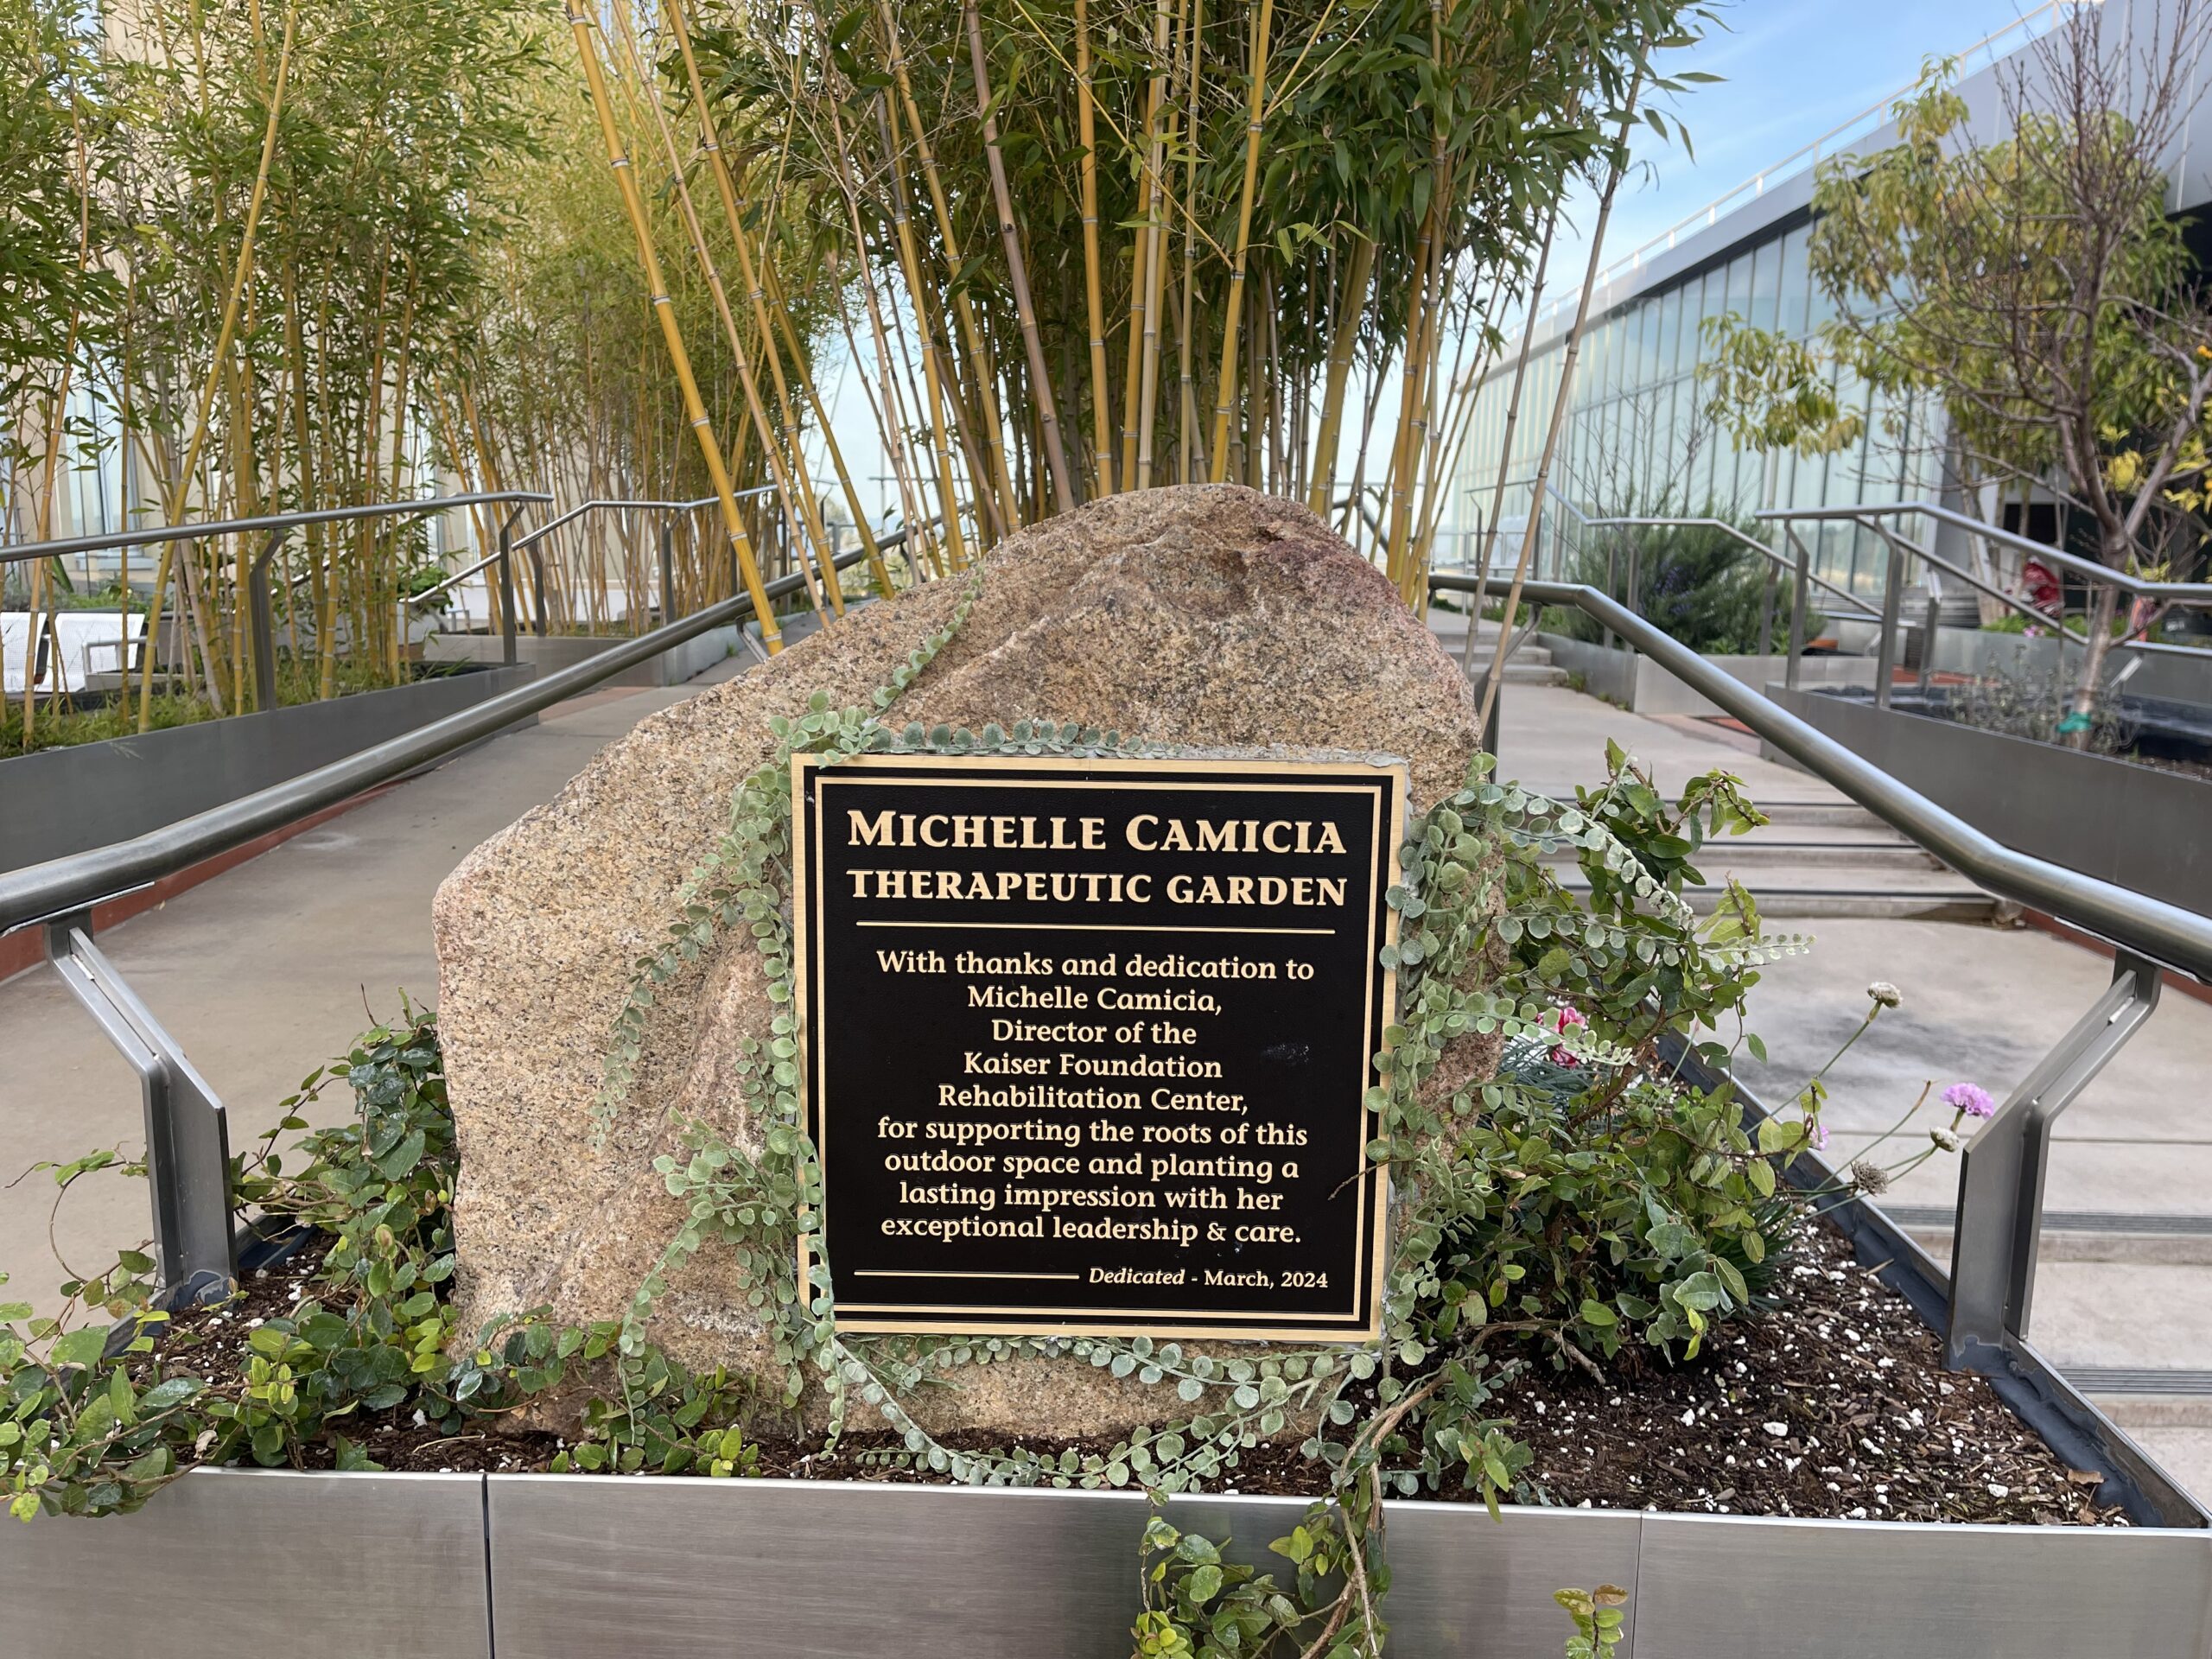 MICHELLE CAMICIA
THERAPEUTIC GARDEN
With thanks and dedication to
Michelle Camicia,
Director of the
Kaiser Foundation
Rehabilitation Center,
for supporting the roots of this
outdoor space and planting a
lasting impression with her
exceptional leadership & care.
Dedicated - March, 2024